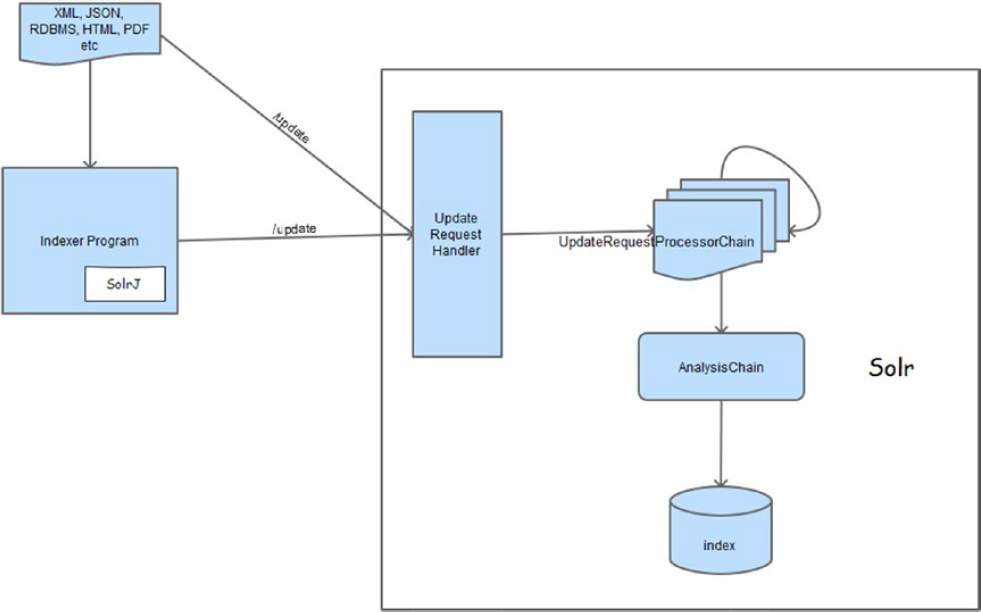 XML, JSON,
RDBMS, HTML, PDF
etc
/update
Indexer Program
SolrJ
/update
Update
Request
Handler
UpdateRequestProcessorChain
AnalysisChain
Solr
index